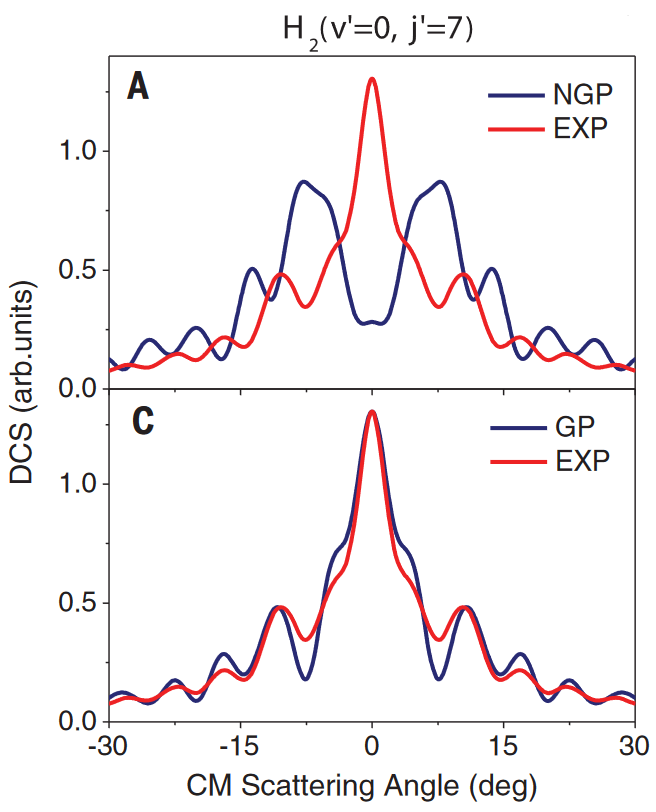 H₂(v'=0, j'=7)
A
NGP
EXP
1.0
0.5
0.0
C
GP
EXP
1.0
0.5
0.0
DCS (arb.units)
-30 -15 0 15 30
CM Scattering Angle (deg)